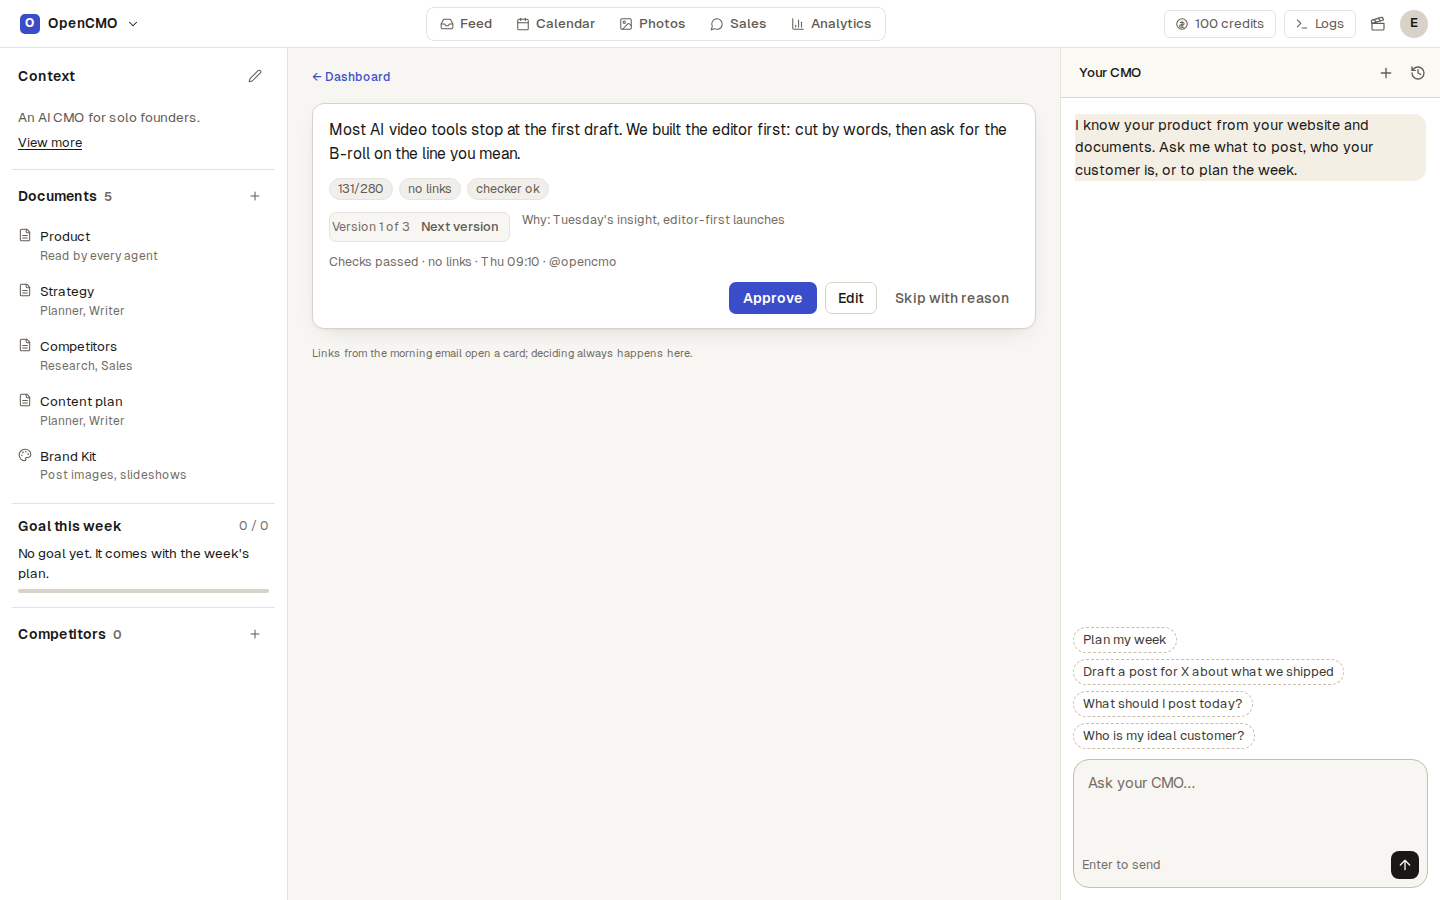 O OpenCMO
Feed
Calendar
Photos
Sales
Analytics
100 credits
Logs
E
Context
An AI CMO for solo founders.
View more
Documents 5
Product
Read by every agent
Strategy
Planner, Writer
Competitors
Research, Sales
Content plan
Planner, Writer
Brand Kit
Post images, slideshows
Goal this week 0 / 0
No goal yet. It comes with the week's
plan.
Competitors 0
← Dashboard
Most AI video tools stop at the first draft. We built the editor first: cut by words, then ask for the
B-roll on the line you mean.
131/280
no links
checker ok
Version 1 of 3 Next version
Why: Tuesday's insight, editor-first launches
Checks passed · no links · Thu 09:10 · @opencmo
Approve
Edit
Skip with reason
Links from the morning email open a card; deciding always happens here.
Your CMO
I know your product from your website and
documents. Ask me what to post, who your
customer is, or to plan the week.
Plan my week
Draft a post for X about what we shipped
What should I post today?
Who is my ideal customer?
Ask your CMO...
Enter to send